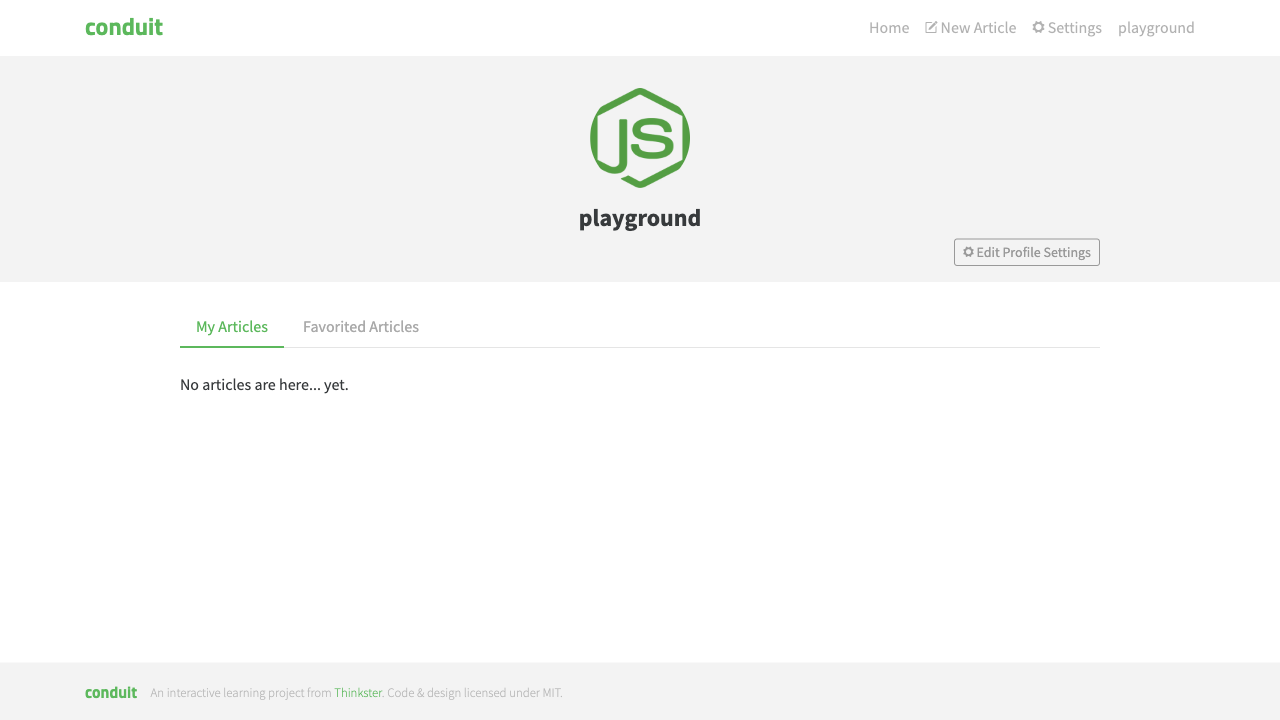 conduit
Home New Article Settings playground
JS
playground
Edit Profile Settings
My Articles Favorited Articles
No articles are here... yet.
conduit An interactive learning project from Thinkster. Code & design licensed under MIT.